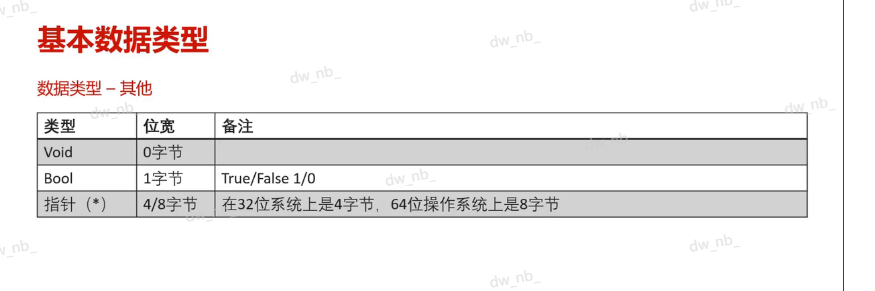 基本数据类型
数据类型 – 其他
类型 位宽 备注
Void 0字节
Bool 1字节 True/False 1/0
指针（*） 4/8字节 在32位系统上是4字节，64位操作系统上是8字节
dw_nb_
dw_nb_
dw_nb_
dw_nb_
dw_nb_
dw_nb_
dw_nb_
dw_nb_